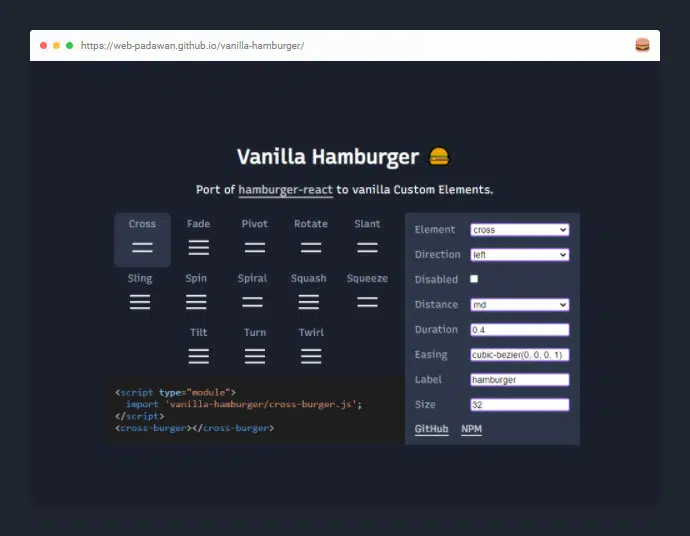 https://web-padawan.github.io/vanilla-hamburger/
Vanilla Hamburger
Port of hamburger-react to vanilla Custom Elements.
Cross Fade Pivot Rotate Slant
Sling Spin Spiral Squash Squeeze
Tilt Turn Twirl
<script type="module">
import 'vanilla-hamburger/cross-burger.js';
</script>
<cross-burger></cross-burger>
Element cross
Direction left
Disabled
Distance md
Duration 0.4
Easing cubic-bezier(0, 0, 0, 1)
Label hamburger
Size 32
GitHub NPM